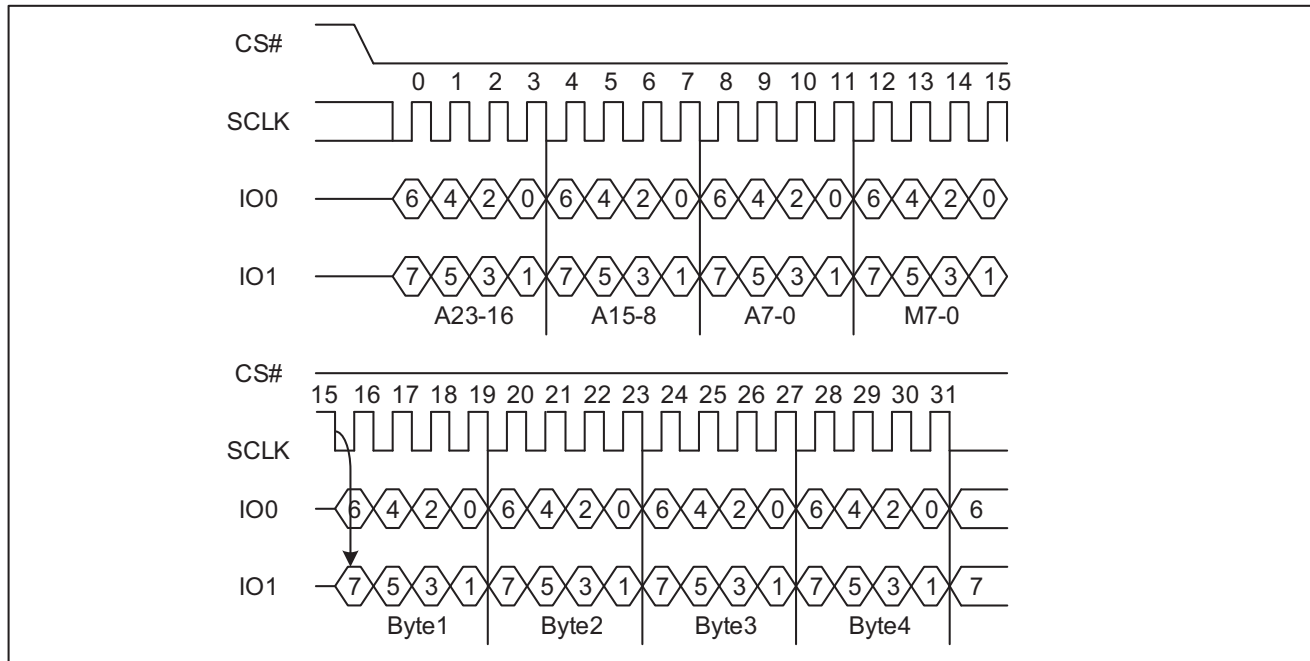 CS#
0 1 2 3 4 5 6 7 8 9 10 11 12 13 14 15
SCLK
IO0 6 4 2 0 6 4 2 0 6 4 2 0 6 4 2 0
IO1 7 5 3 1 7 5 3 1 7 5 3 1 7 5 3 1
A23-16 A15-8 A7-0 M7-0
CS#
15 16 17 18 19 20 21 22 23 24 25 26 27 28 29 30 31
SCLK
IO0 6 4 2 0 6 4 2 0 6 4 2 0 6 4 2 0 6
IO1 7 5 3 1 7 5 3 1 7 5 3 1 7 5 3 1 7
Byte1 Byte2 Byte3 Byte4